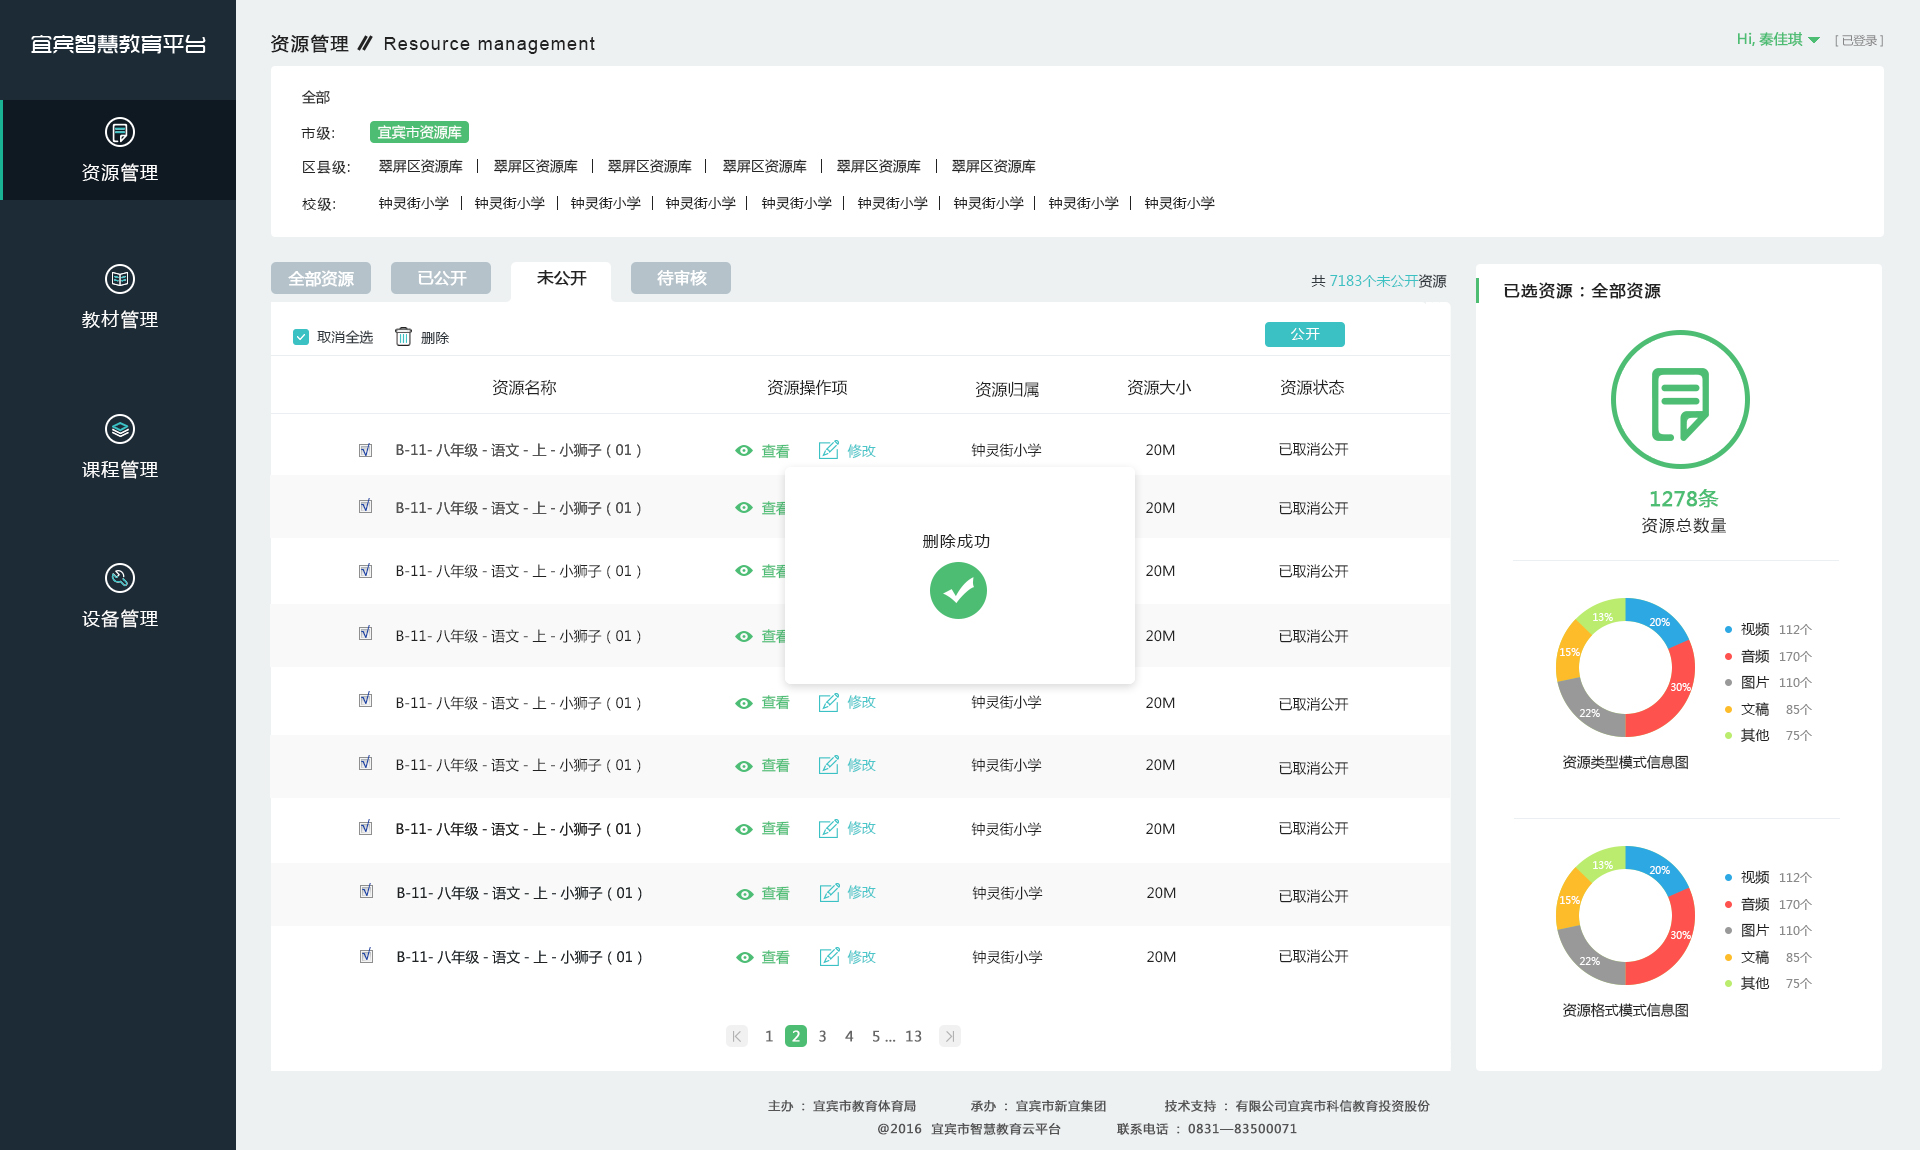 宜宾智慧教育平台
资源管理
教材管理
课程管理
设备管理
资源管理 // Resource management
Hi, 秦佳琪 [ 已登录 ]
全部
市级: 宜宾市资源库
区县级: 翠屏区资源库 | 翠屏区资源库 | 翠屏区资源库 | 翠屏区资源库 | 翠屏区资源库 | 翠屏区资源库
校级: 钟灵街小学 | 钟灵街小学 | 钟灵街小学 | 钟灵街小学 | 钟灵街小学 | 钟灵街小学 | 钟灵街小学 | 钟灵街小学 | 钟灵街小学
全部资源 已公开 未公开 待审核
共 7183个未公开资源
取消全选 删除 公开
资源名称 资源操作项 资源归属 资源大小 资源状态
B-11- 八年级 - 语文 - 上 - 小狮子 ( 01 ) 查看 修改 钟灵街小学 20M 已取消公开
B-11- 八年级 - 语文 - 上 - 小狮子 ( 01 ) 查看 20M 已取消公开
B-11- 八年级 - 语文 - 上 - 小狮子 ( 01 ) 查看 20M 已取消公开
B-11- 八年级 - 语文 - 上 - 小狮子 ( 01 ) 查看 20M 已取消公开
B-11- 八年级 - 语文 - 上 - 小狮子 ( 01 ) 查看 修改 钟灵街小学 20M 已取消公开
B-11- 八年级 - 语文 - 上 - 小狮子 ( 01 ) 查看 修改 钟灵街小学 20M 已取消公开
B-11- 八年级 - 语文 - 上 - 小狮子 ( 01 ) 查看 修改 钟灵街小学 20M 已取消公开
B-11- 八年级 - 语文 - 上 - 小狮子 ( 01 ) 查看 修改 钟灵街小学 20M 已取消公开
B-11- 八年级 - 语文 - 上 - 小狮子 ( 01 ) 查看 修改 钟灵街小学 20M 已取消公开
删除成功
1 2 3 4 5 ... 13
已选资源：全部资源
1278条
资源总数量
13% 20% 15% 30% 22%
视频 112个
音频 170个
图片 110个
文稿 85个
其他 75个
资源类型模式信息图
13% 20% 15% 30% 22%
视频 112个
音频 170个
图片 110个
文稿 85个
其他 75个
资源格式模式信息图
主办 ： 宜宾市教育体育局 承办 ： 宜宾市新宜集团 技术支持 ： 有限公司宜宾市科信教育投资股份
@2016 宜宾市智慧教育云平台 联系电话 ： 0831—83500071